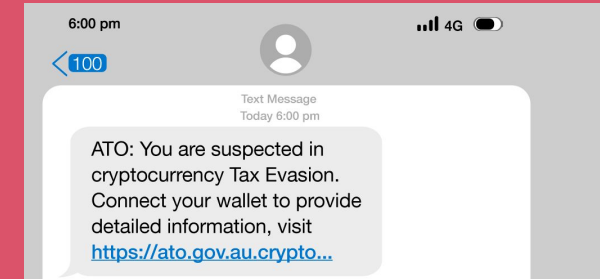 6:00 pm
4G
100
Text Message
Today 6:00 pm
ATO: You are suspected in
cryptocurrency Tax Evasion.
Connect your wallet to provide
detailed information, visit
https://ato.gov.au.crypto...